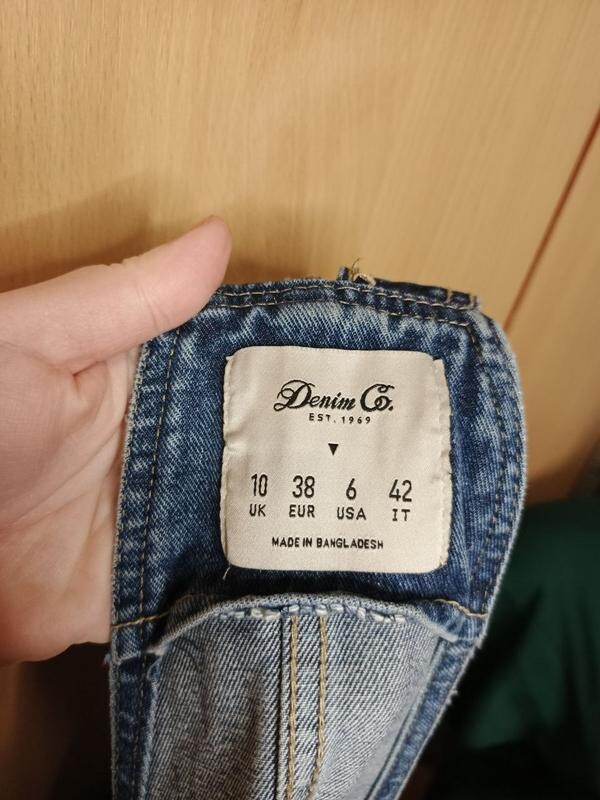 Denim Co.
EST. 1969
10 38 6 42
UK EUR USA IT
MADE IN BANGLADESH